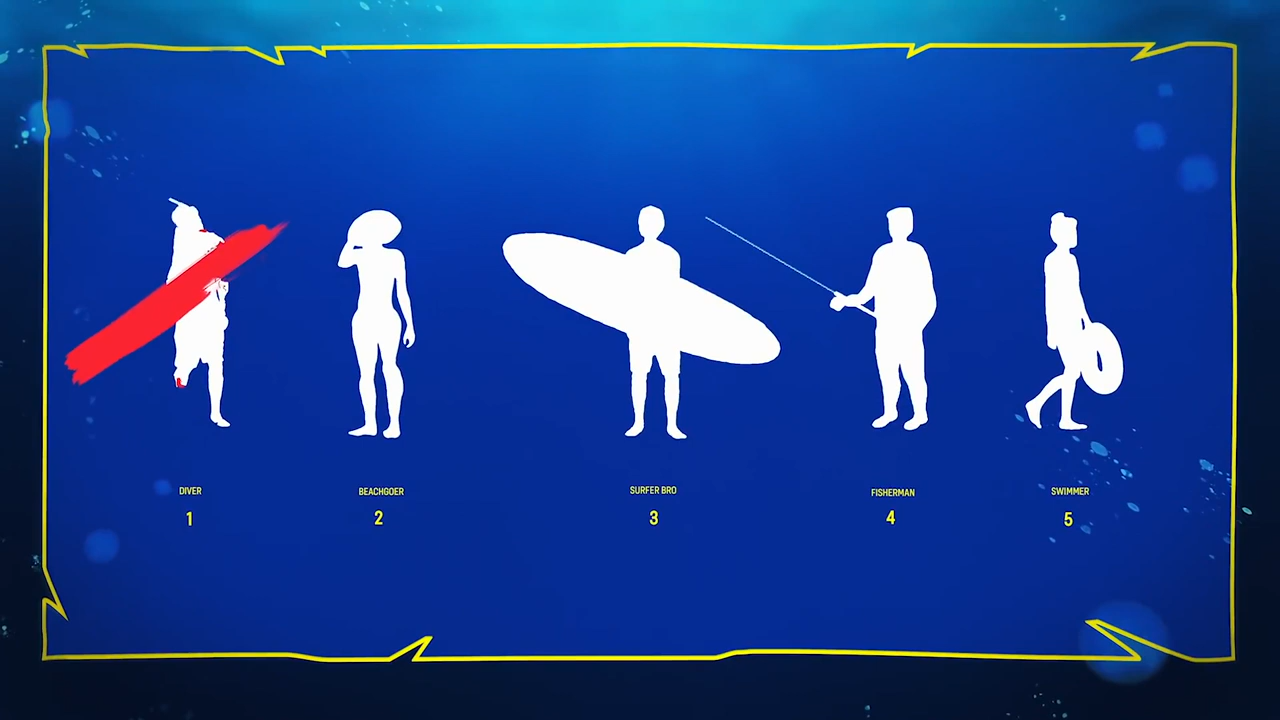 DIVER
1
BEACHGOER
2
SURFER BRO
3
FISHERMAN
4
SWIMMER
5